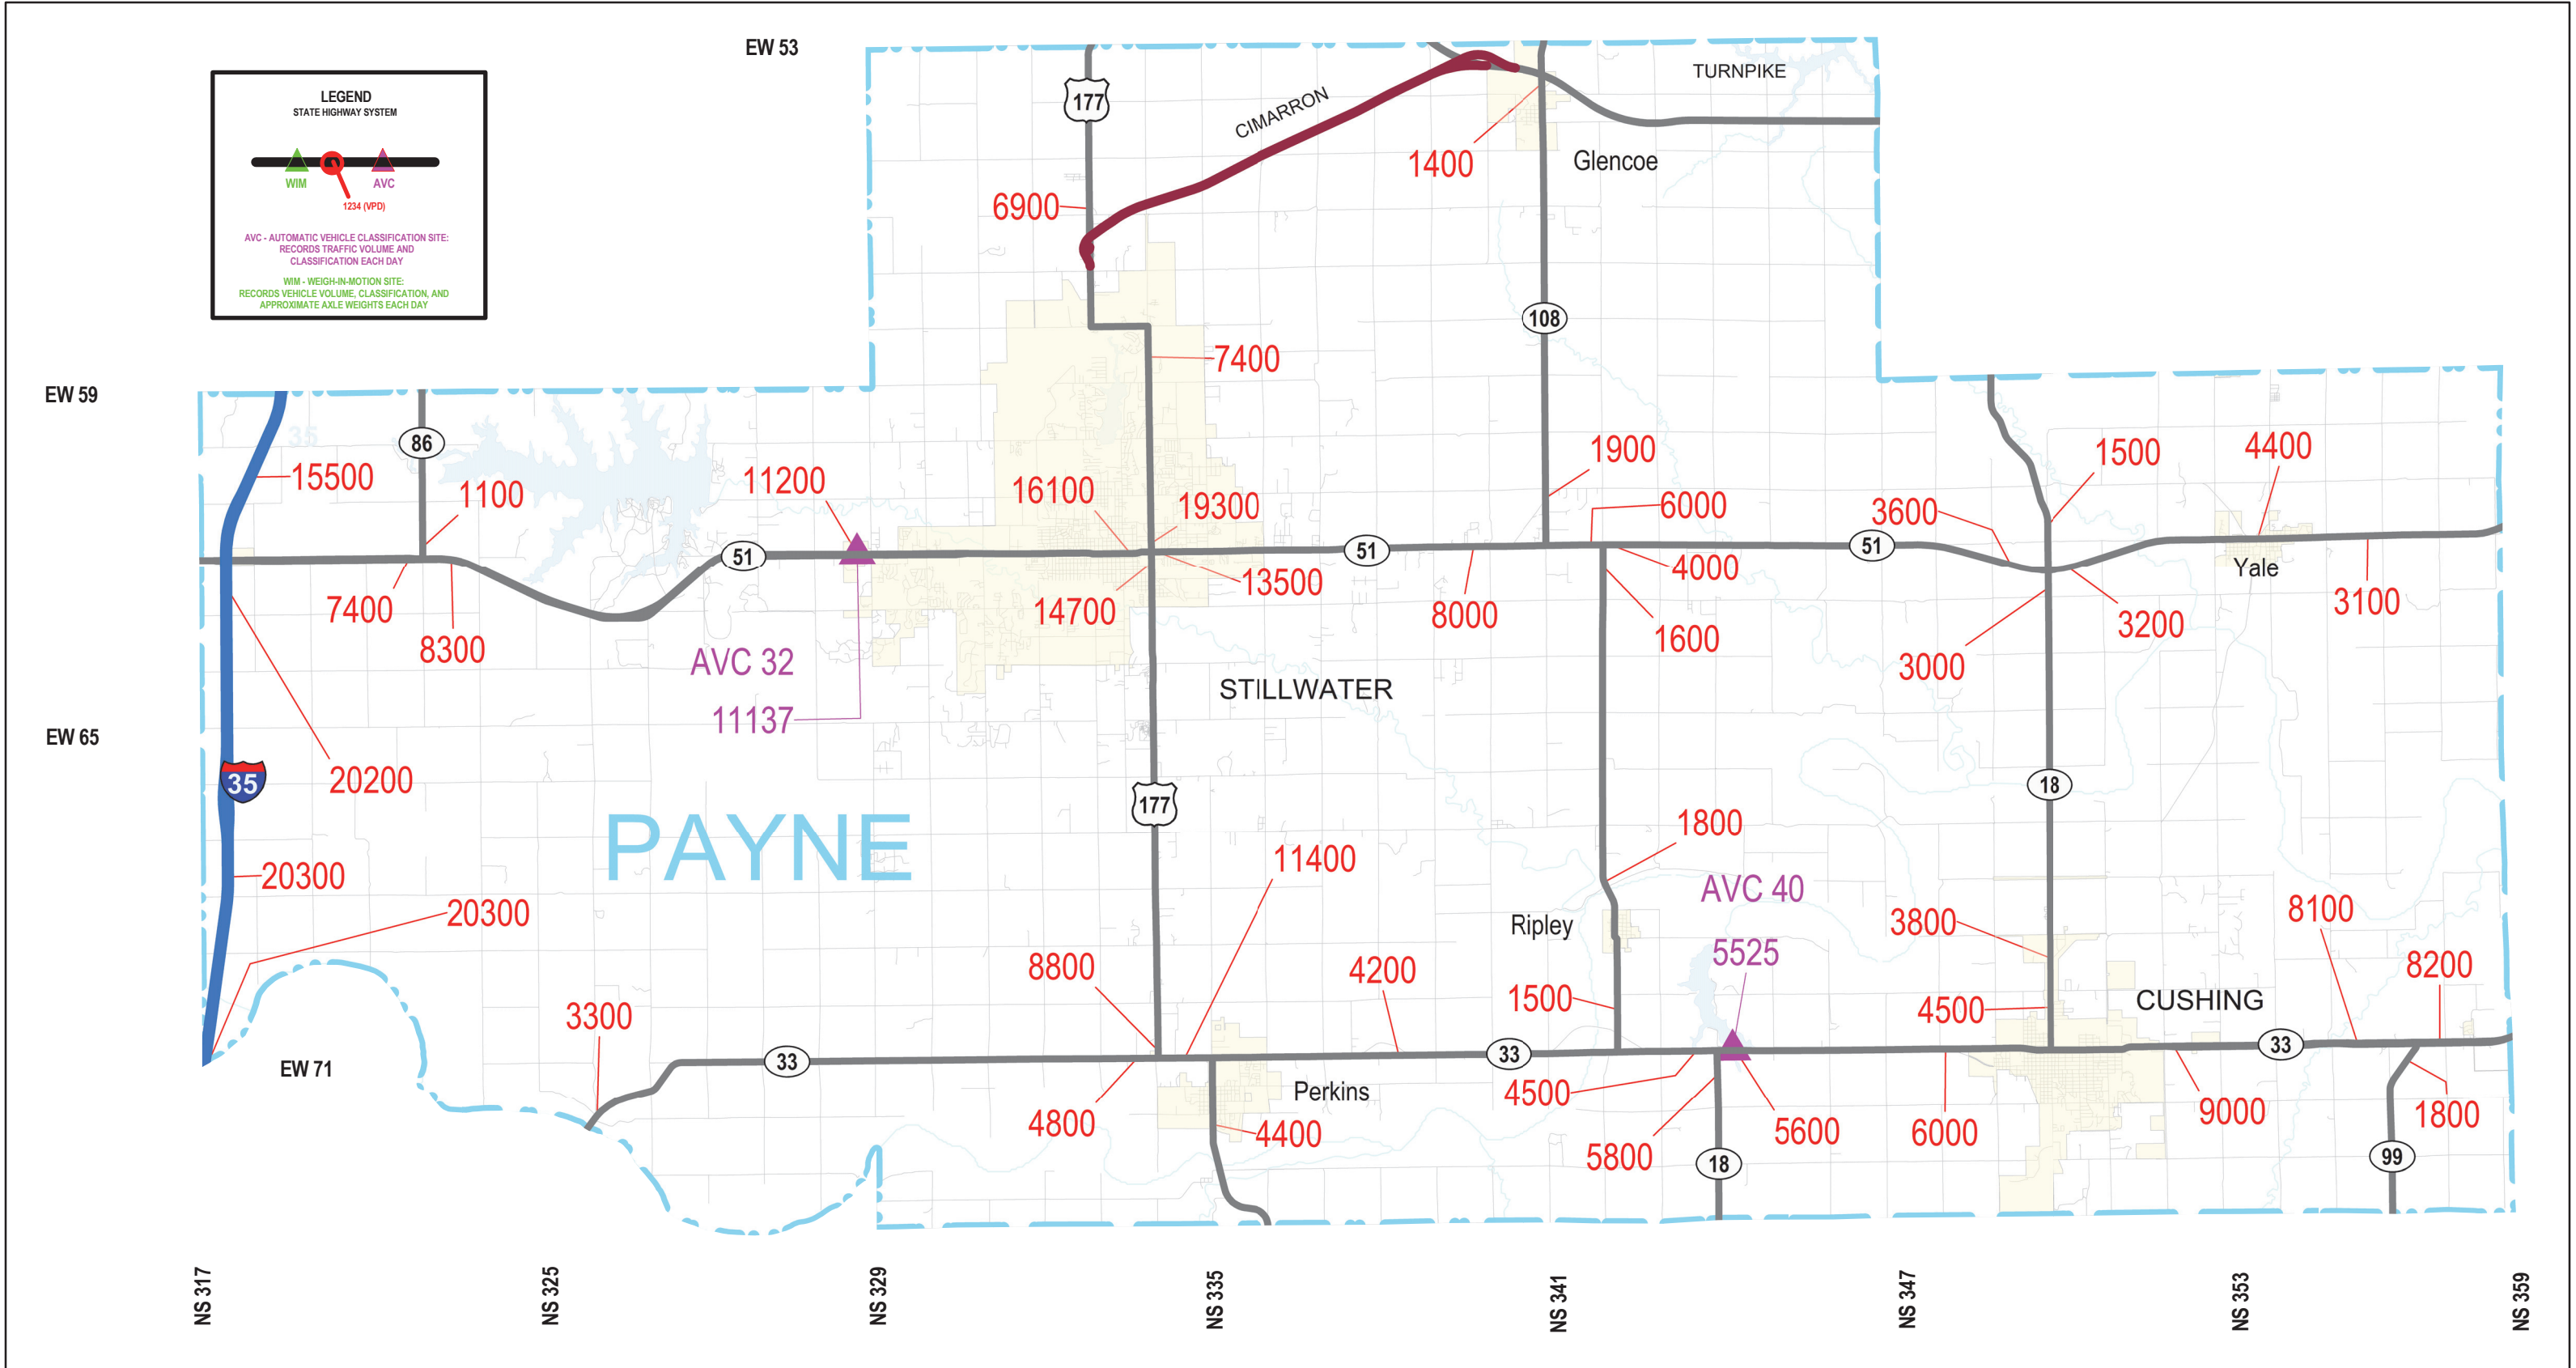 EW 53
LEGEND
STATE HIGHWAY SYSTEM
WIM
AVC
1234 (VPD)
AVC - AUTOMATIC VEHICLE CLASSIFICATION SITE:
RECORDS TRAFFIC VOLUME AND
CLASSIFICATION EACH DAY
WIM - WEIGH-IN-MOTION SITE:
RECORDS VEHICLE VOLUME, CLASSIFICATION, AND
APPROXIMATE AXLE WEIGHTS EACH DAY
TURNPIKE
177
CIMARRON
1400
Glencoe
6900
108
7400
EW 59
35
86
15500
1100
11200
16100
19300
1900
6000
3600
1500
4400
51
51
51
7400
8300
14700
13500
8000
4000
1600
3000
3200
Yale
3100
AVC 32
11137
STILLWATER
EW 65
35
20200
177
18
PAYNE
1800
11400
20300
20300
AVC 40
5525
Ripley
3800
8100
8800
4200
8200
3300
1500
4500
CUSHING
EW 71
33
33
33
4800
4400
Perkins
4500
5800
5600
6000
9000
1800
18
99
NS 317
NS 325
NS 329
NS 335
NS 341
NS 347
NS 353
NS 359